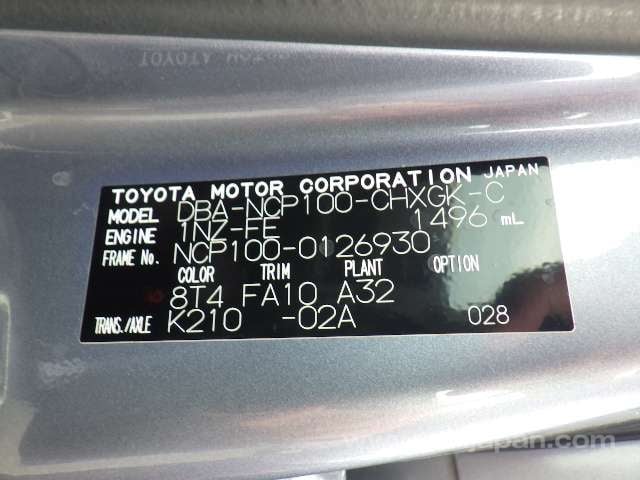 TOYOTA MOTOR CORPORATION JAPAN
MODEL DBA-NCP100-CHXGK-C
ENGINE 1NZ-FE 1496 mL
FRAME No. NCP100-0126930
COLOR TRIM PLANT OPTION
8T4 FA10 A32
TRANS./AXLE K210 -02A 028